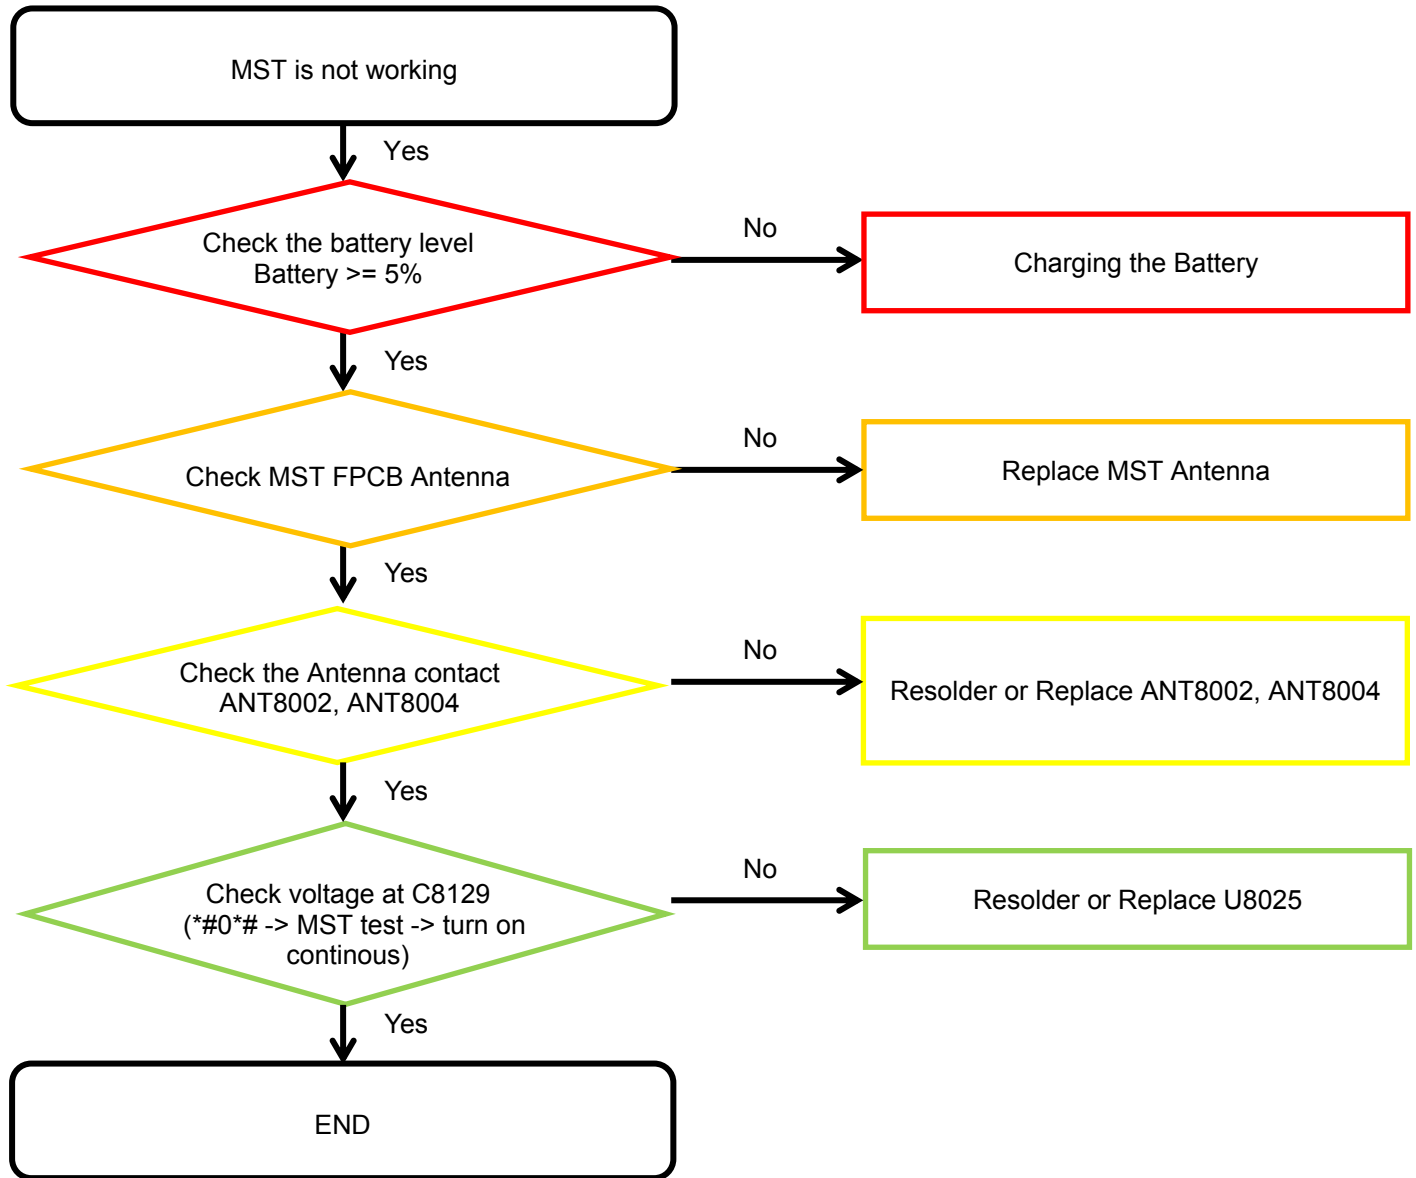 MST is not working
Yes
Check the battery level
Battery >= 5%
No
Charging the Battery
Yes
Check MST FPCB Antenna
No
Replace MST Antenna
Yes
Check the Antenna contact
ANT8002, ANT8004
No
Resolder or Replace ANT8002, ANT8004
Yes
Check voltage at C8129
(*#0*# -> MST test -> turn on
continous)
No
Resolder or Replace U8025
Yes
END